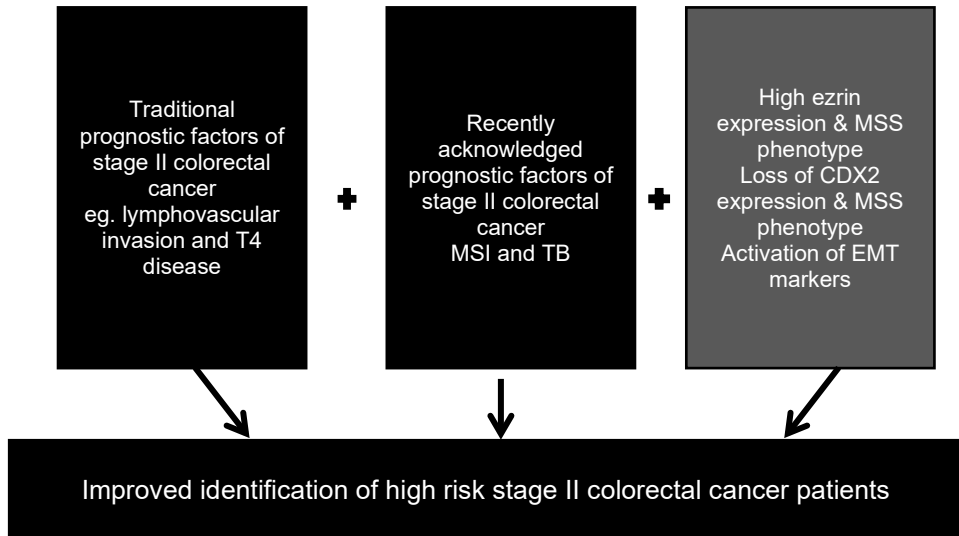 Traditional
prognostic factors of
stage II colorectal
cancer
eg. lymphovascular
invasion and T4
disease
Recently
acknowledged
prognostic factors of
stage II colorectal
cancer
MSI and TB
High ezrin
expression & MSS
phenotype
Loss of CDX2
expression & MSS
phenotype
Activation of EMT
markers
Improved identification of high risk stage II colorectal cancer patients